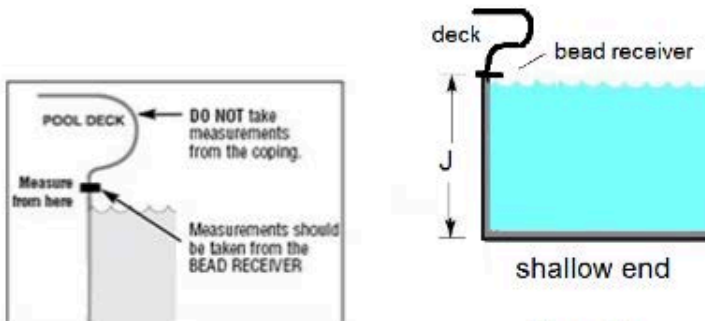 POOL DECK
DO NOT take
measurements
from the coping.
Measure
from here
Measurements should
be taken from the
BEAD RECEIVER
deck
bead receiver
J
shallow end